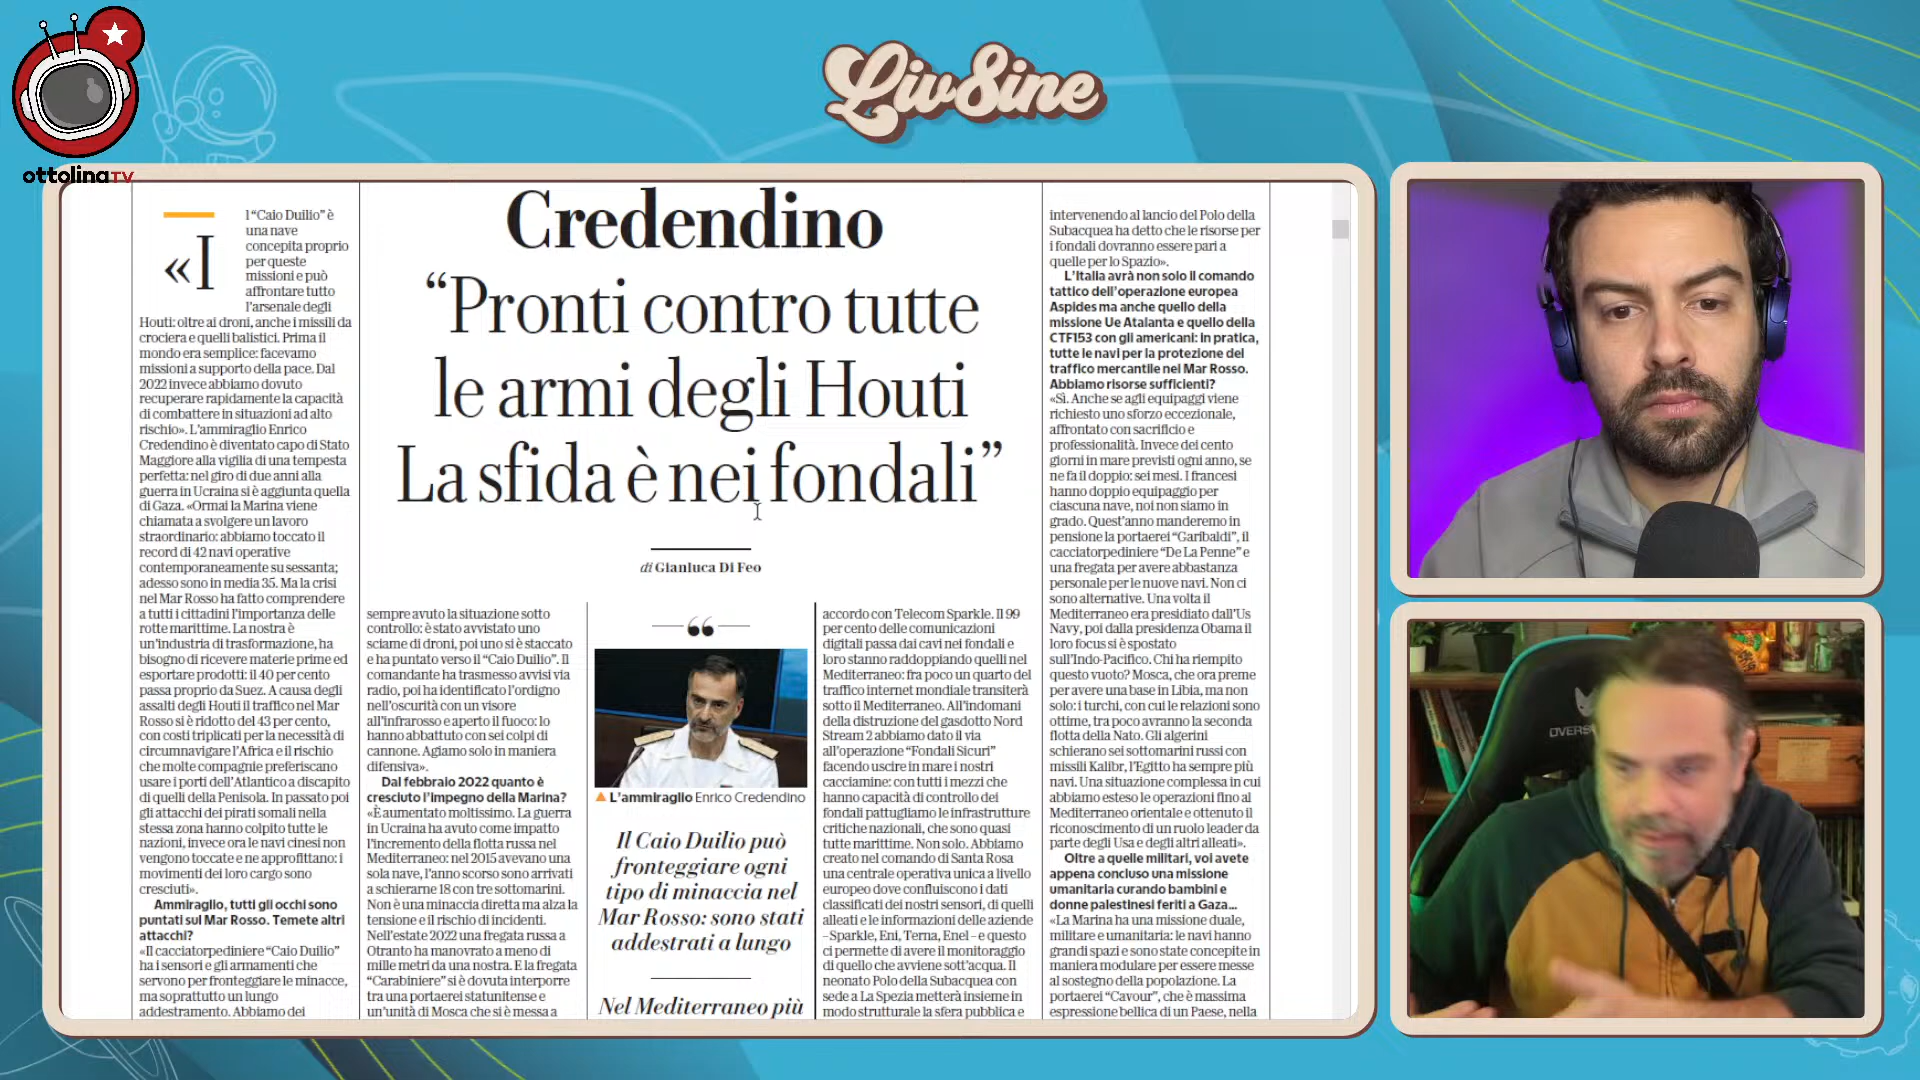 ottolinaTV
LivSine
Credendino
“Pronti contro tutte
le armi degli Houti
La sfida è nei fondali”
di Gianluca Di Feo
«I
l “Caio Duilio” è
una nave
concepita proprio
per queste
missioni e può
affrontare tutto
l’arsenale degli
Houti: oltre ai droni, anche i missili da
crociera e quelli balistici. Prima il
mondo era semplice: facevamo
missioni a supporto della pace. Dal
2022 invece abbiamo dovuto
recuperare rapidamente la capacità
di combattere in situazioni ad alto
rischio». L’ammiraglio Enrico
Credendino è diventato capo di Stato
Maggiore alla vigilia di una tempesta
perfetta: nel giro di due anni alla
guerra in Ucraina si è aggiunta quella
di Gaza. «Ormai la Marina viene
chiamata a svolgere un lavoro
straordinario: abbiamo toccato il
record di 42 navi operative
contemporaneamente su sessanta;
adesso sono in media 35. Ma la crisi
nel Mar Rosso ha fatto comprendere
a tutti i cittadini l’importanza delle
rotte marittime. La nostra è
un’industria di trasformazione, ha
bisogno di ricevere materie prime ed
esportare prodotti: il 40 per cento
passa proprio da Suez. A causa degli
assalti degli Houti il traffico nel Mar
Rosso si è ridotto del 43 per cento,
con costi triplicati per la necessità di
circumnavigare l’Africa e il rischio
che molte compagnie preferiscano
usare i porti dell’Atlantico a discapito
di quelli della Penisola. In passato poi
gli attacchi dei pirati somali nella
stessa zona hanno colpito tutte le
nazioni, invece ora le navi cinesi non
vengono toccate e ne approfittano: i
movimenti dei loro cargo sono
cresciuti».
Ammiraglio, tutti gli occhi sono
puntati sul Mar Rosso. Temete altri
attacchi?
«Il cacciatorpediniere “Caio Duilio”
ha i sensori e gli armamenti che
servono per fronteggiare le minacce,
ma soprattutto un lungo
addestramento. Abbiamo dei
sempre avuto la situazione sotto
controllo: è stato avvistato uno
sciame di droni, poi uno si è staccato
e ha puntato verso il “Caio Duilio”. Il
comandante ha trasmesso avvisi via
radio, poi ha identificato l’ordigno
nell’oscurità con un visore
all’infrarosso e aperto il fuoco: lo
hanno abbattuto con sei colpi di
cannone. Agiamo solo in maniera
difensiva».
Dal febbraio 2022 quanto è
cresciuto l’impegno della Marina?
«È aumentato moltissimo. La guerra
in Ucraina ha avuto come impatto
l’incremento della flotta russa nel
Mediterraneo: nel 2015 avevano una
sola nave, l’anno scorso sono arrivati
a schierarne 18 con tre sottomarini.
Non è una minaccia diretta ma alza la
tensione e il rischio di incidenti.
Nell’estate 2022 una fregata russa a
Otranto ha manovrato a meno di
mille metri da una nostra. E la fregata
“Carabiniere” si è dovuta interporre
tra una portaerei statunitense e
un’unità di Mosca che si è messa a
“
L’ammiraglio Enrico Credendino
Il Caio Duilio può
fronteggiare ogni
tipo di minaccia nel
Mar Rosso: sono stati
addestrati a lungo
Nel Mediterraneo più
accordo con Telecom Sparkle. Il 99
per cento delle comunicazioni
digitali passa dai cavi nei fondali e
loro stanno raddoppiando quelli nel
Mediterraneo: fra poco un quarto del
traffico internet mondiale transiterà
sotto il Mediterraneo. All’indomani
della distruzione del gasdotto Nord
Stream 2 abbiamo dato il via
all’operazione “Fondali Sicuri”
facendo uscire in mare i nostri
cacciamine: con tutti i mezzi che
hanno capacità di controllo dei
fondali pattugliamo le infrastrutture
critiche nazionali, che sono quasi
tutte marittime. Non solo. Abbiamo
creato nel comando di Santa Rosa
una centrale operativa unica a livello
europeo dove confluiscono i dati
classificati dei nostri sensori, di quelli
alleati e le informazioni delle aziende
– Sparkle, Eni, Terna, Enel – e questo
ci permette di avere il monitoraggio
di quello che avviene sott’acqua. Il
neonato Polo della Subacquea con
sede a La Spezia metterà insieme in
modo strutturale la sfera pubblica e
intervenendo al lancio del Polo della
Subacquea ha detto che le risorse per
i fondali dovranno essere pari a
quelle per lo Spazio».
L’Italia avrà non solo il comando
tattico dell’operazione europea
Aspides ma anche quello della
missione Ue Atalanta e quello della
CTF153 con gli americani: in pratica,
tutte le navi per la protezione del
traffico mercantile nel Mar Rosso.
Abbiamo risorse sufficienti?
«Sì. Anche se agli equipaggi viene
richiesto uno sforzo eccezionale,
affrontato con sacrificio e
professionalità. Invece dei cento
giorni in mare previsti ogni anno, se
ne fa il doppio: sei mesi. I francesi
hanno doppio equipaggio per
ciascuna nave, noi non siamo in
grado. Quest’anno manderemo in
pensione la portaerei “Garibaldi”, il
cacciatorpediniere “De La Penne” e
una fregata per avere abbastanza
personale per le nuove navi. Non ci
sono alternative. Una volta il
Mediterraneo era presidiato dall’Us
Navy, poi dalla presidenza Obama il
loro focus si è spostato
sull’Indo-Pacifico. Chi ha riempito
questo vuoto? Mosca, che ora preme
per avere una base in Libia, ma non
solo: i turchi, con cui le relazioni sono
ottime, tra poco avranno la seconda
flotta della Nato. Gli algerini
schierano sei sottomarini russi con
missili Kalibr, l’Egitto ha sempre più
navi. Una situazione complessa in cui
abbiamo esteso le operazioni fino al
Mediterraneo orientale e ottenuto il
riconoscimento di un ruolo leader da
parte degli Usa e degli altri alleati».
Oltre a quelle militari, voi avete
appena concluso una missione
umanitaria curando bambini e
donne palestinesi feriti a Gaza...
«La Marina ha una missione duale,
militare e umanitaria: le navi hanno
grandi spazi e sono state concepite in
maniera modulare per essere messe
al sostegno della popolazione. La
portaerei “Cavour”, che è massima
espressione bellica di un Paese, nella